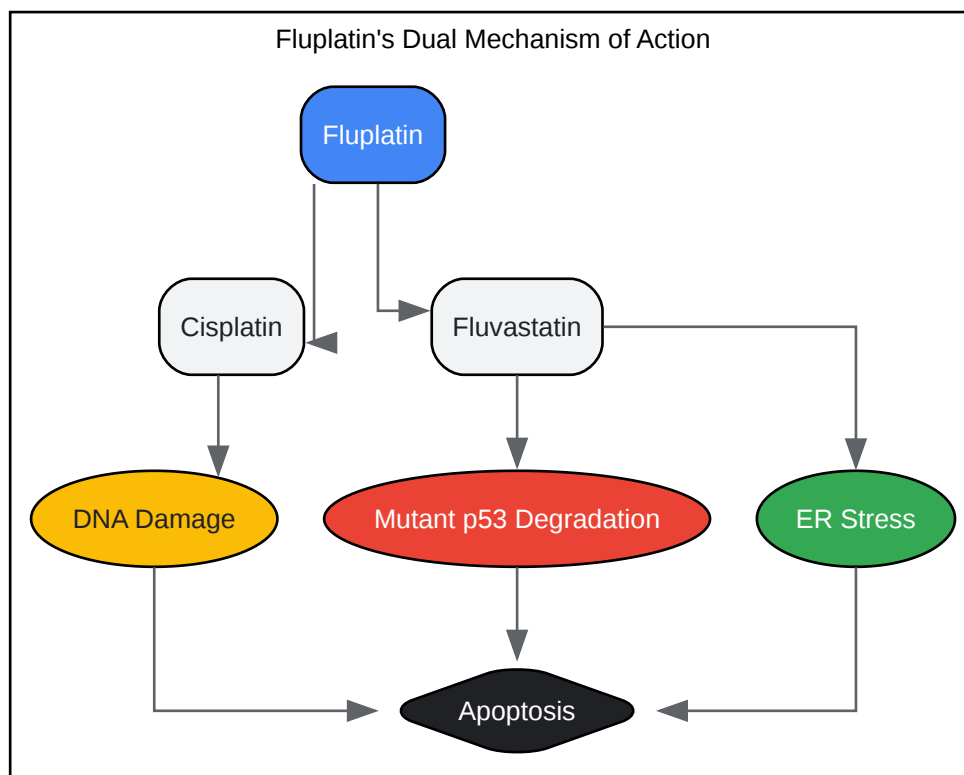 Fluplatin's Dual Mechanism of Action
Fluplatin
Cisplatin
Fluvastatin
DNA Damage
Mutant p53 Degradation
ER Stress
Apoptosis